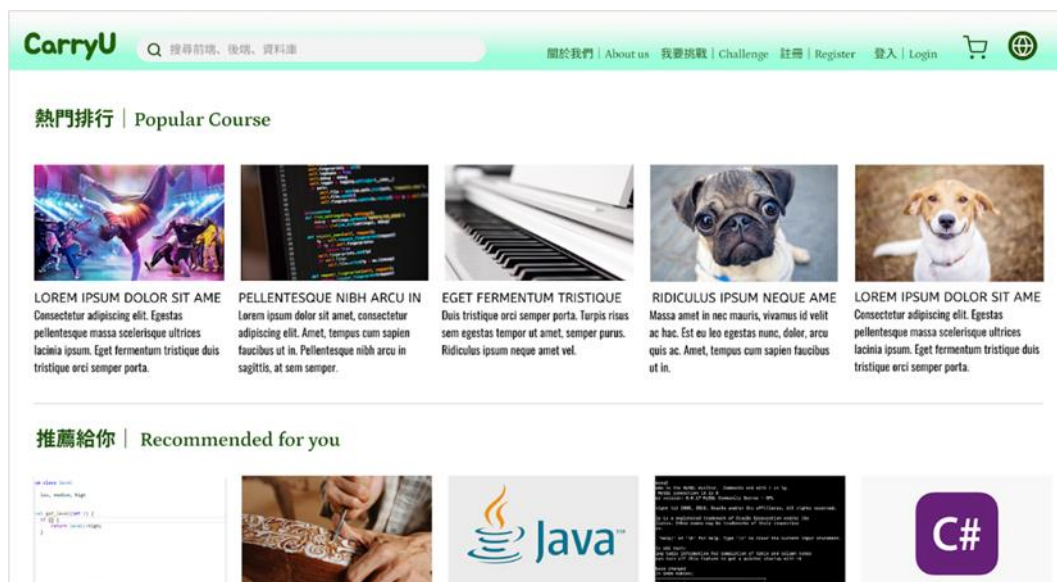 CarryU
搜尋前端、後端、資料庫
關於我們｜About us 我要挑戰｜Challenge 註冊｜Register 登入｜Login
熱門排行｜Popular Course
LOREM IPSUM DOLOR SIT AME
Consectetur adipiscing elit. Egestas
pellentesque massa scelerisque ultrices
lacinia ipsum. Eget fermentum tristique duis
tristique orci semper porta.
PELLENTESQUE NIBH ARCU IN
Lorem ipsum dolor sit amet, consectetur
adipiscing elit. Amet, tempus cum sapien
faucibus ut in. Pellentesque nibh arcu in
sagittis, at sem semper.
EGET FERMENTUM TRISTIQUE
Duis tristique orci semper porta. Turpis risus
sem egestas tempor ut amet, semper purus.
Ridiculus ipsum neque amet vel.
RIDICULUS IPSUM NEQUE AME
Massa amet in nec mauris, vivamus id velit
ac hac. Est eu leo egestas nunc, dolor, arcu
quis ac. Amet, tempus cum sapien faucibus
ut in.
LOREM IPSUM DOLOR SIT AME
Consectetur adipiscing elit. Egestas
pellentesque massa scelerisque ultrices
lacinia ipsum. Eget fermentum tristique duis
tristique orci semper porta.
推薦給你｜ Recommended for you
low, medium, high
Java
C#